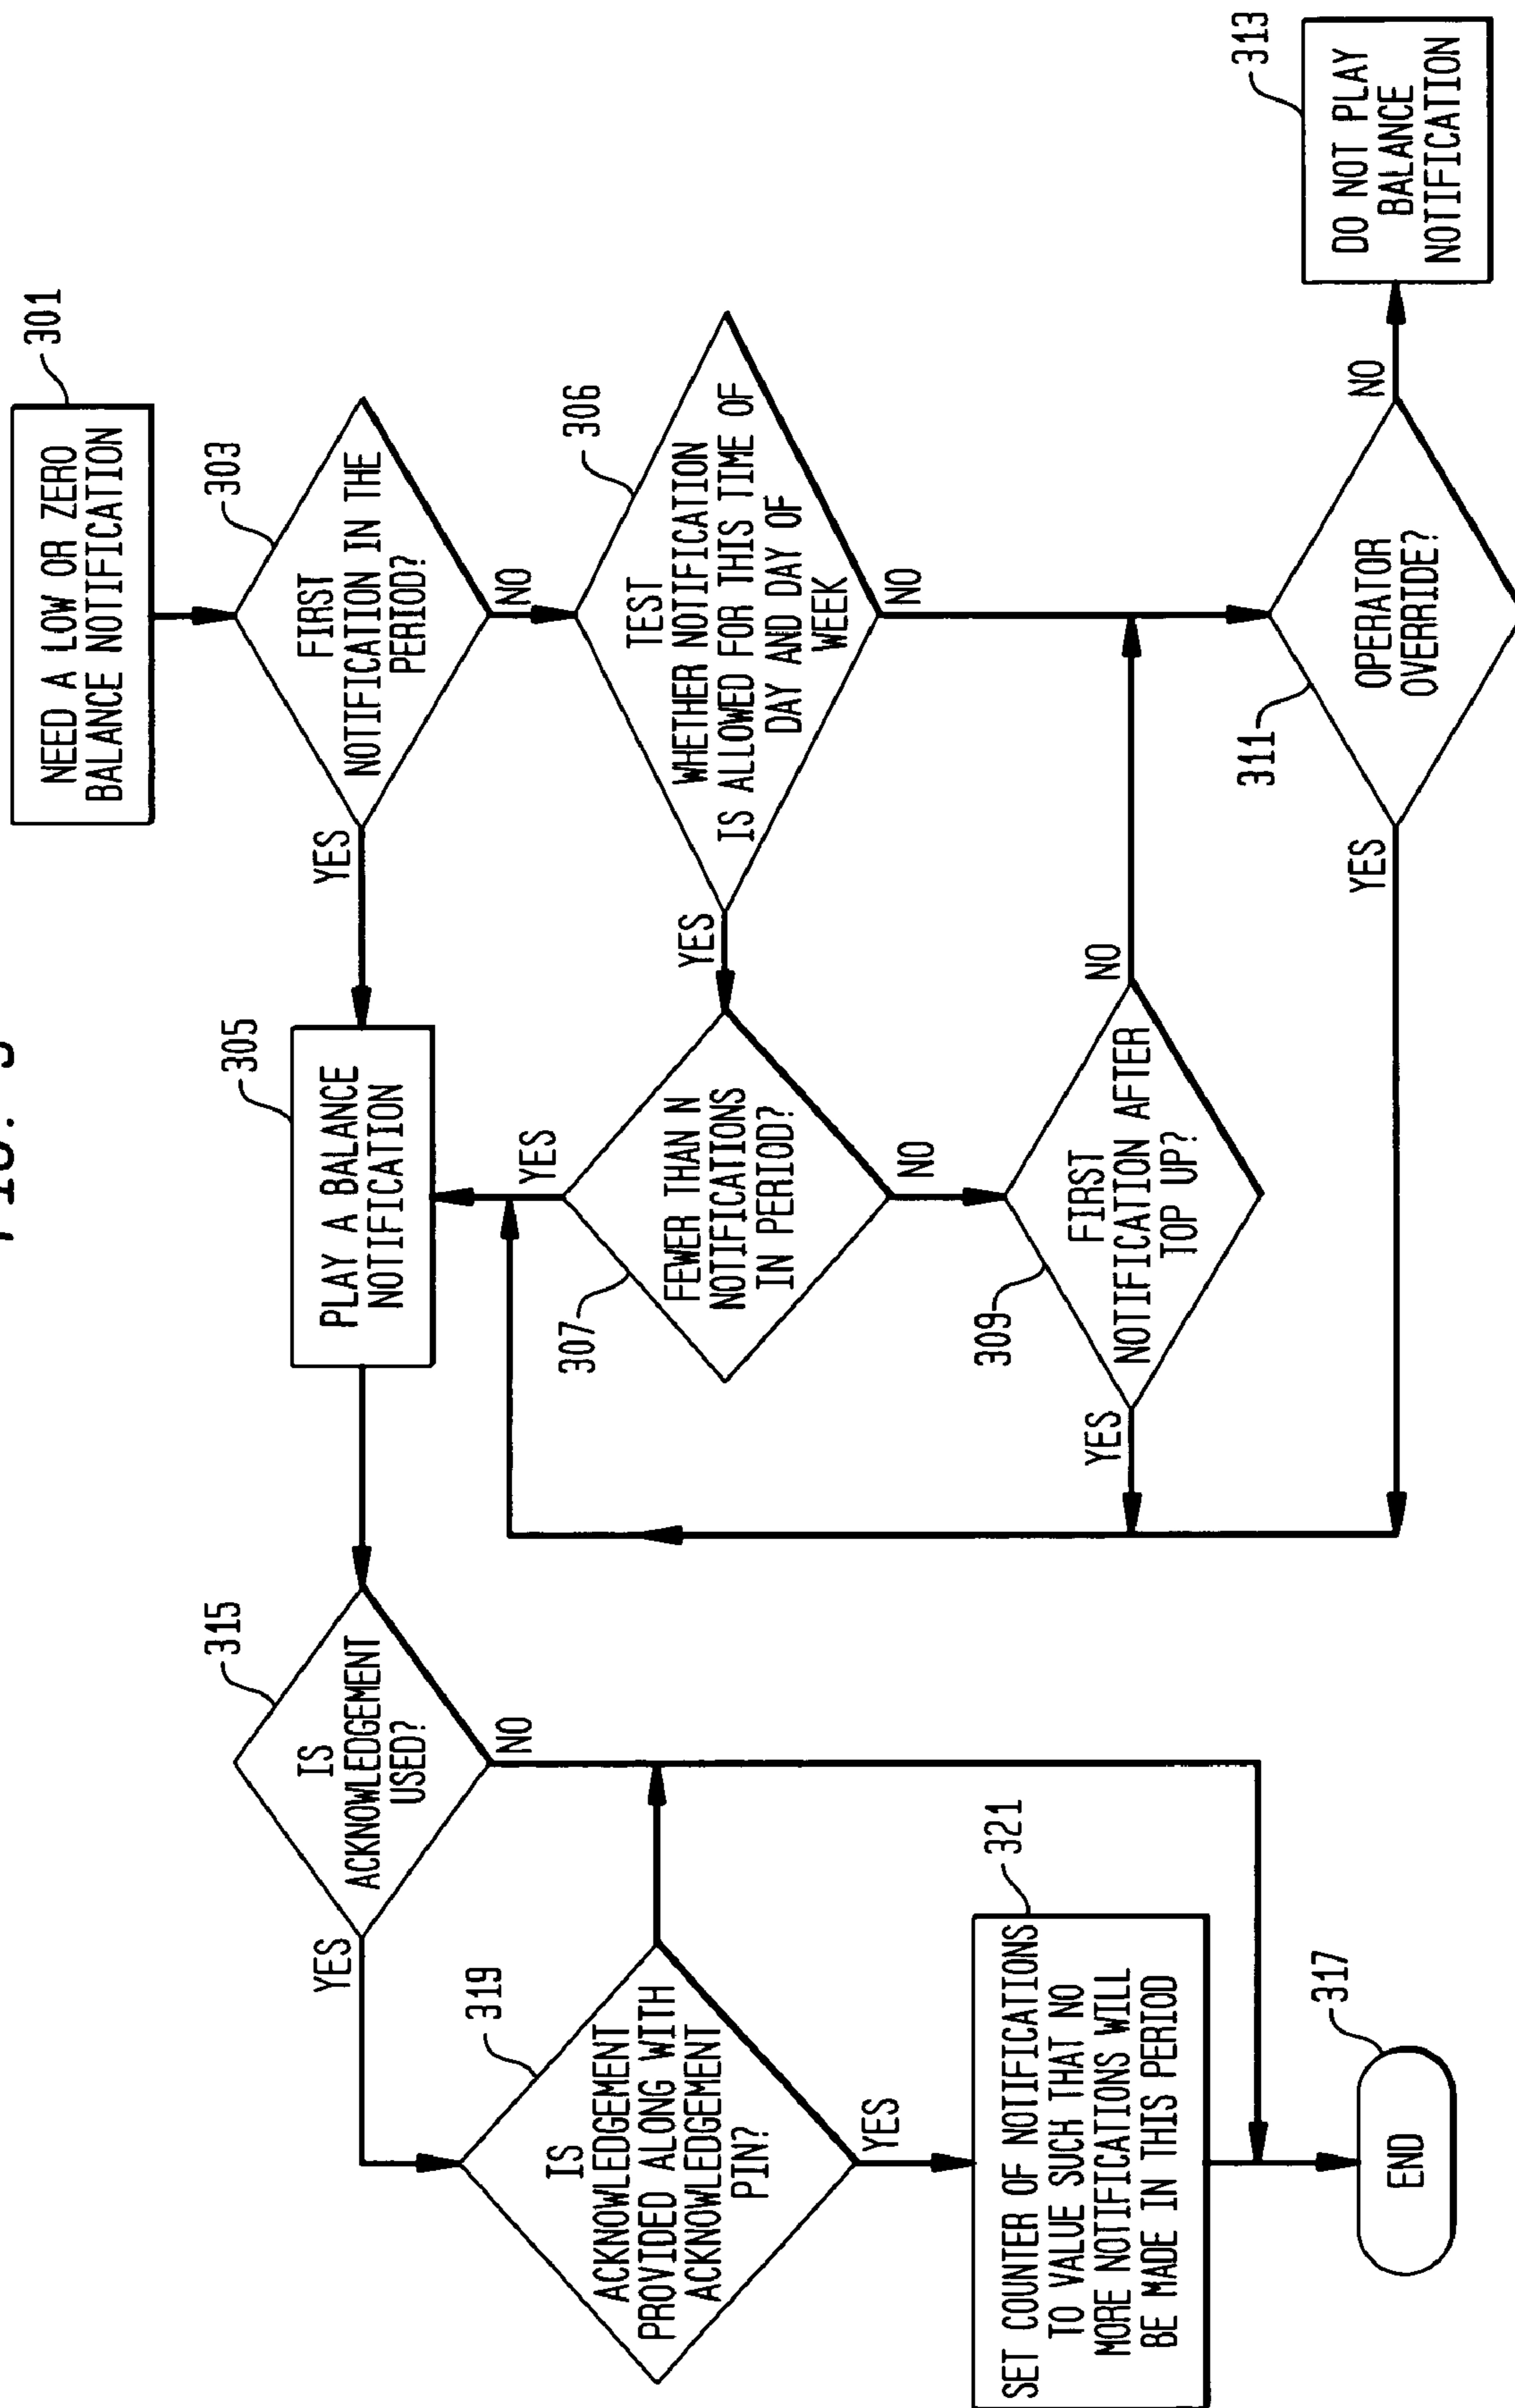 NEED A LOW OR ZERO
BALANCE NOTIFICATION
301
FIRST
NOTIFICATION IN THE
PERIOD?
303
YES
NO
PLAY A BALANCE
NOTIFICATION
305
TEST
WHETHER NOTIFICATION
IS ALLOWED FOR THIS TIME OF
DAY AND DAY OF
WEEK
306
YES
NO
FEWER THAN N
NOTIFICATIONS
IN PERIOD?
307
YES
NO
FIRST
NOTIFICATION AFTER
TOP UP?
309
YES
NO
OPERATOR
OVERRIDE?
311
YES
NO
DO NOT PLAY
BALANCE
NOTIFICATION
313
IS
ACKNOWLEDGEMENT
USED?
315
YES
NO
IS
ACKNOWLEDGEMENT
PROVIDED ALONG WITH
ACKNOWLEDGEMENT
PIN?
319
YES
SET COUNTER OF NOTIFICATIONS
TO VALUE SUCH THAT NO
MORE NOTIFICATIONS WILL
BE MADE IN THIS PERIOD
321
END
317